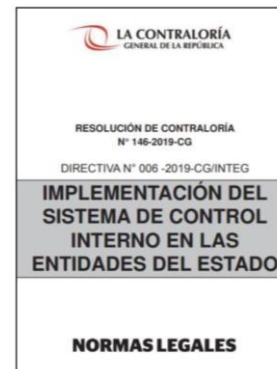 LA CONTRALORÍA
GENERAL DE LA REPÚBLICA
RESOLUCIÓN DE CONTRALORÍA
N° 146-2019-CG
DIRECTIVA N° 006 -2019-CG/INTEG
IMPLEMENTACIÓN DEL
SISTEMA DE CONTROL
INTERNO EN LAS
ENTIDADES DEL ESTADO
NORMAS LEGALES